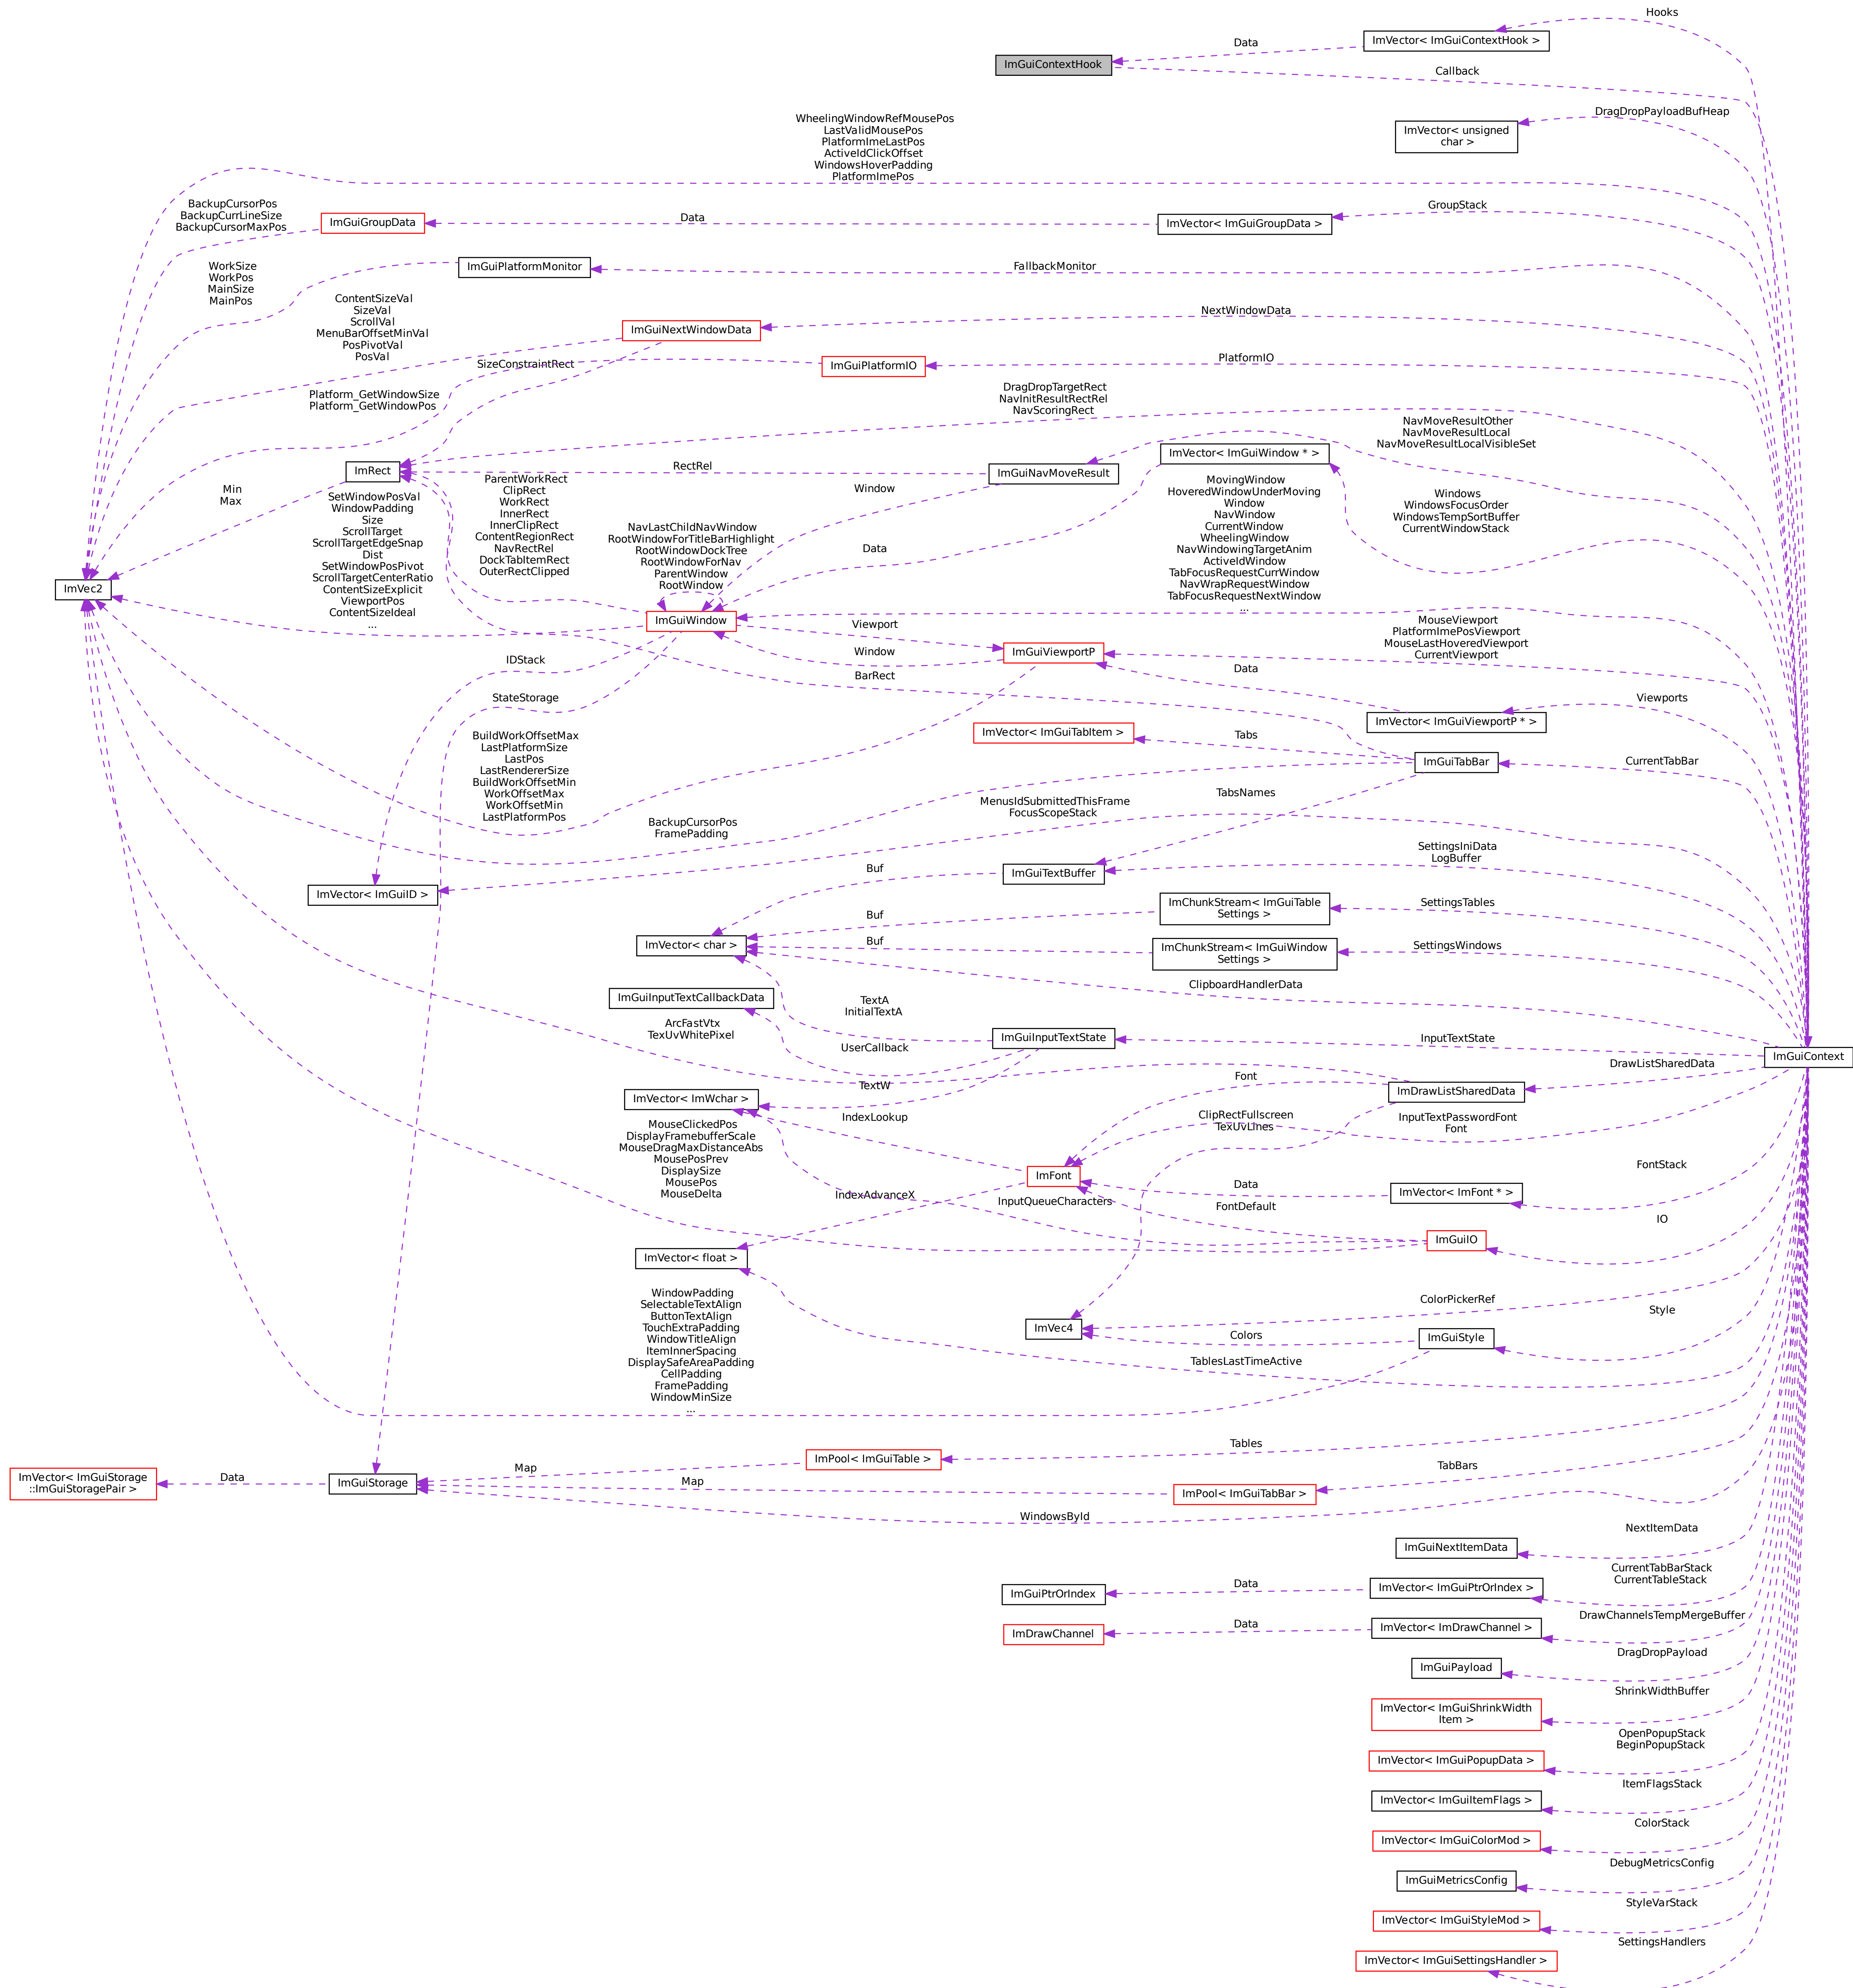 Hooks
ImVector< ImGuiContextHook >
Data
ImGuiContextHook
Callback
DragDropPayloadBufHeap
WheelingWindowRefMousePos
LastValidMousePos
PlatformImeLastPos
ActiveIdClickOffset
WindowsHoverPadding
PlatformImePos
ImVector< unsigned
char >
BackupCursorPos
BackupCurrLineSize
BackupCursorMaxPos
ImGuiGroupData
Data
ImVector< ImGuiGroupData >
GroupStack
WorkSize
WorkPos
MainSize
MainPos
ImGuiPlatformMonitor
FallbackMonitor
ContentSizeVal
SizeVal
ScrollVal
MenuBarOffsetMinVal
PosPivotVal
PosVal
ImGuiNextWindowData
NextWindowData
SizeConstraintRect
ImGuiPlatformIO
PlatformIO
Platform_GetWindowSize
Platform_GetWindowPos
DragDropTargetRect
NavInitResultRectRel
NavScoringRect
NavMoveResultOther
NavMoveResultLocal
NavMoveResultLocalVisibleSet
ImRect
RectRel
ImGuiNavMoveResult
ImVector< ImGuiWindow * >
Min
Max
ParentWorkRect
ClipRect
WorkRect
InnerRect
InnerClipRect
ContentRegionRect
NavRectRel
DockTabItemRect
OuterRectClipped
Window
MovingWindow
HoveredWindowUnderMoving
Window
NavWindow
CurrentWindow
WheelingWindow
NavWindowingTargetAnim
ActiveIdWindow
TabFocusRequestCurrWindow
NavWrapRequestWindow
TabFocusRequestNextWindow
...
Windows
WindowsFocusOrder
WindowsTempSortBuffer
CurrentWindowStack
SetWindowPosVal
WindowPadding
Size
ScrollTarget
ScrollTargetEdgeSnap
Dist
SetWindowPosPivot
ScrollTargetCenterRatio
ContentSizeExplicit
ViewportPos
ContentSizeIdeal
...
NavLastChildNavWindow
RootWindowForTitleBarHighlight
RootWindowDockTree
RootWindowForNav
ParentWindow
RootWindow
Data
ImVec2
ImGuiWindow
Viewport
ImGuiViewportP
Window
MouseViewport
PlatformImePosViewport
MouseLastHoveredViewport
CurrentViewport
IDStack
BarRect
Data
StateStorage
Viewports
ImVector< ImGuiViewportP * >
ImVector< ImGuiTabItem >
Tabs
ImGuiTabBar
CurrentTabBar
BuildWorkOffsetMax
LastPlatformSize
LastPos
LastRendererSize
BuildWorkOffsetMin
WorkOffsetMax
WorkOffsetMin
LastPlatformPos
TabsNames
MenusIdSubmittedThisFrame
FocusScopeStack
BackupCursorPos
FramePadding
SettingsIniData
LogBuffer
Buf
ImGuiTextBuffer
ImVector< ImGuiID >
ImChunkStream< ImGuiTable
Settings >
SettingsTables
Buf
ImVector< char >
Buf
ImChunkStream< ImGuiWindow
Settings >
SettingsWindows
ClipboardHandlerData
ImGuiInputTextCallbackData
TextA
InitialTextA
ArcFastVtx
TexUvWhitePixel
ImGuiInputTextState
InputTextState
UserCallback
ImGuiContext
DrawListSharedData
Font
TextW
ImDrawListSharedData
ImVector< ImWchar >
IndexLookup
ClipRectFullscreen
TexUvLines
InputTextPasswordFont
Font
MouseClickedPos
DisplayFramebufferScale
MouseDragMaxDistanceAbs
MousePosPrev
DisplaySize
MousePos
MouseDelta
FontStack
ImFont
Data
ImVector< ImFont * >
IndexAdvanceX
InputQueueCharacters
FontDefault
IO
ImGuiIO
ImVector< float >
ColorPickerRef
Style
WindowPadding
SelectableTextAlign
ButtonTextAlign
TouchExtraPadding
WindowTitleAlign
ItemInnerSpacing
DisplaySafeAreaPadding
CellPadding
FramePadding
WindowMinSize
...
ImVec4
Colors
ImGuiStyle
TablesLastTimeActive
Tables
ImPool< ImGuiTable >
Map
TabBars
ImVector< ImGuiStorage
::ImGuiStoragePair >
Data
ImGuiStorage
Map
ImPool< ImGuiTabBar >
WindowsById
NextItemData
ImGuiNextItemData
CurrentTabBarStack
CurrentTableStack
ImGuiPtrOrIndex
Data
ImVector< ImGuiPtrOrIndex >
DrawChannelsTempMergeBuffer
ImDrawChannel
Data
ImVector< ImDrawChannel >
DragDropPayload
ImGuiPayload
ShrinkWidthBuffer
ImVector< ImGuiShrinkWidth
Item >
OpenPopupStack
BeginPopupStack
ImVector< ImGuiPopupData >
ItemFlagsStack
ImVector< ImGuiItemFlags >
ColorStack
ImVector< ImGuiColorMod >
DebugMetricsConfig
ImGuiMetricsConfig
StyleVarStack
ImVector< ImGuiStyleMod >
SettingsHandlers
ImVector< ImGuiSettingsHandler >